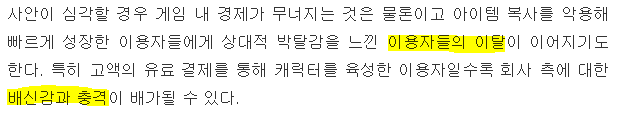 사안이 심각할 경우 게임 내 경제가 무너지는 것은 물론이고 아이템 복사를 악용해
빠르게 성장한 이용자들에게 상대적 박탈감을 느낀 이용자들의 이탈이 이어지기도
한다. 특히 고액의 유료 결제를 통해 캐릭터를 육성한 이용자일수록 회사 측에 대한
배신감과 충격이 배가될 수 있다.